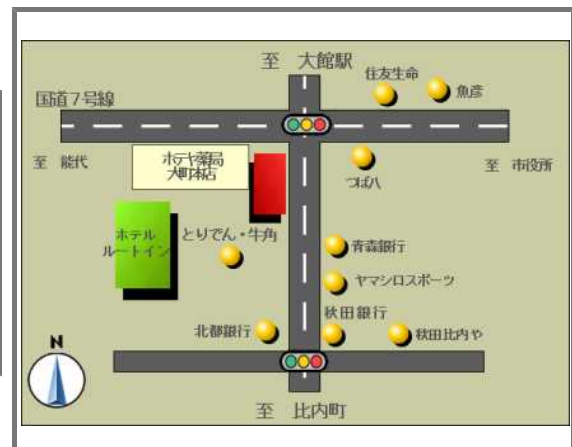 至 大館駅
住友生命
魚彦
国道7号線
至 能代
ホテヤ薬局
大町本店
つぼ八
至 市役所
ホテル
ルートイン
とりでん・牛角
青森銀行
ヤマシロスポーツ
秋田銀行
北都銀行
秋田比内や
N
至 比内町